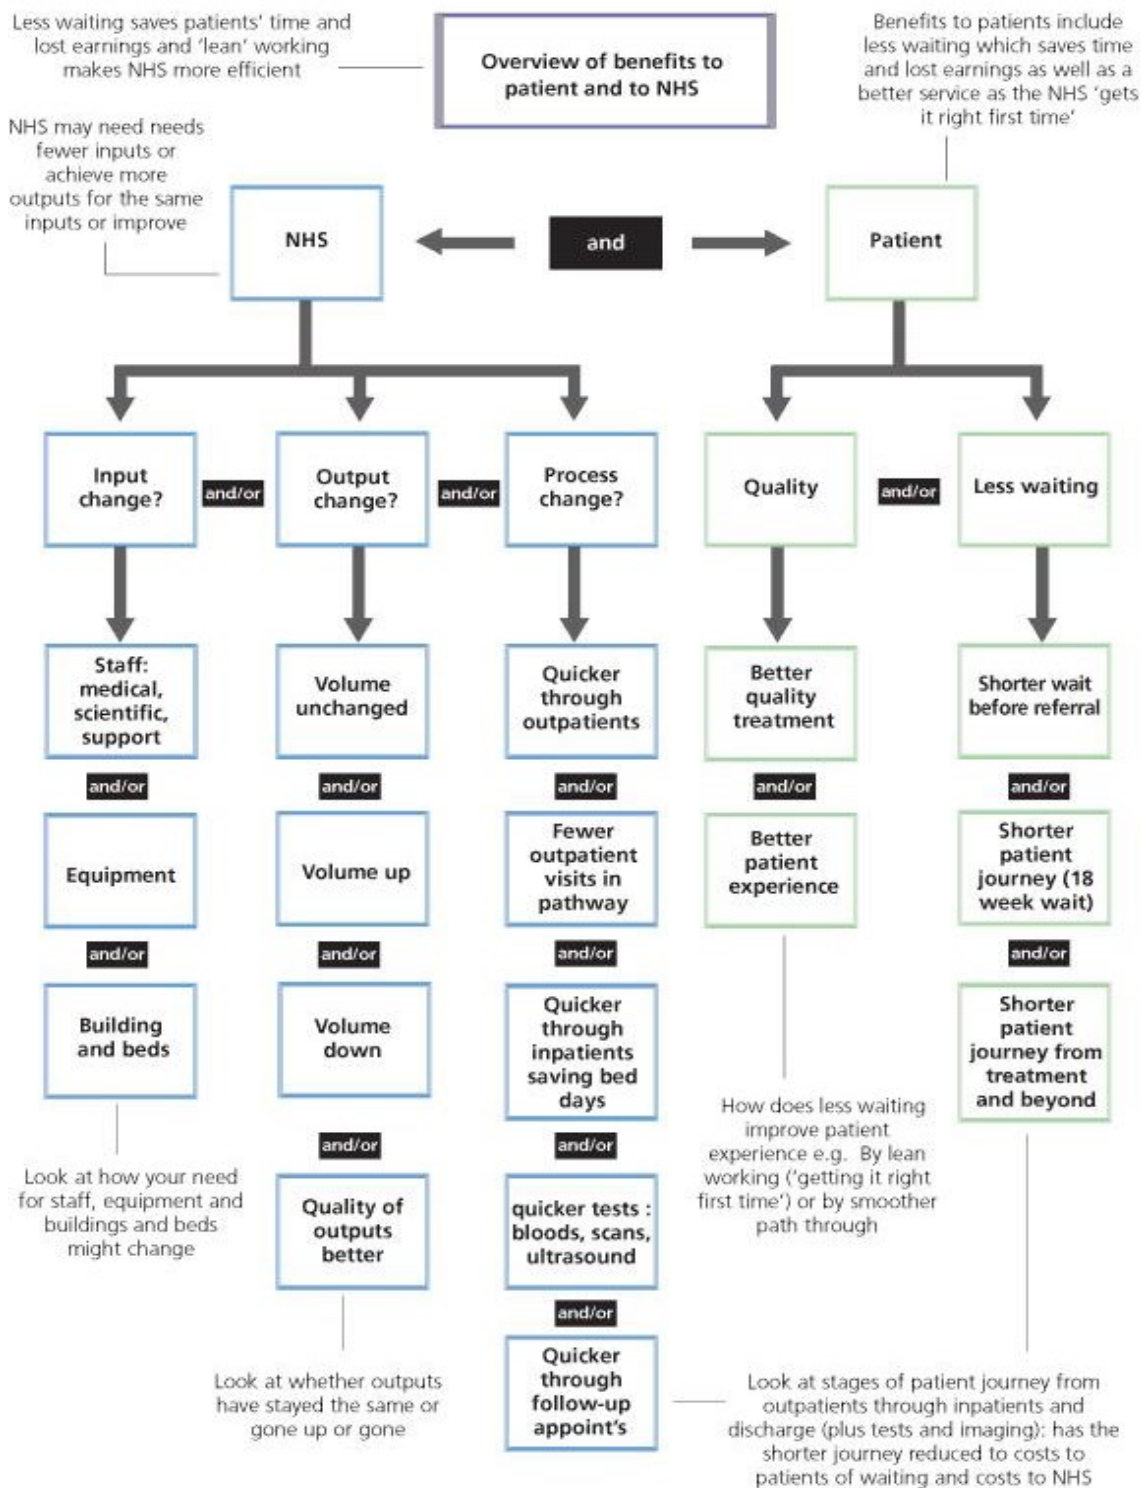 Less waiting saves patients’ time and
lost earnings and ‘lean’ working
makes NHS more efficient
Overview of benefits to
patient and to NHS
Benefits to patients include
less waiting which saves time
and lost earnings as well as a
better service as the NHS ‘gets
it right first time’
NHS may need needs
fewer inputs or
achieve more
outputs for the same
inputs or improve
NHS
and
Patient
Input
change?
and/or
Output
change?
and/or
Process
change?
Quality
and/or
Less waiting
Staff:
medical,
scientific,
support
and/or
Equipment
and/or
Building
and beds
Look at how your need
for staff, equipment and
buildings and beds
might change
Volume
unchanged
and/or
Volume up
and/or
Volume
down
and/or
Quality of
outputs
better
Look at whether outputs
have stayed the same or
gone up or gone
Quicker
through
outpatients
and/or
Fewer
outpatient
visits in
pathway
and/or
Quicker
through
inpatients
saving bed
days
and/or
quicker tests :
bloods, scans,
ultrasound
and/or
Quicker
through
follow-up
appoint’s
Better
quality
treatment
and/or
Better
patient
experience
How does less waiting
improve patient
experience e.g. By lean
working (‘getting it right
first time’) or by smoother
path through
Shorter wait
before referral
and/or
Shorter
patient
journey (18
week wait)
and/or
Shorter
patient
journey from
treatment
and beyond
Look at stages of patient journey from
outpatients through inpatients and
discharge (plus tests and imaging): has the
shorter journey reduced to costs to
patients of waiting and costs to NHS